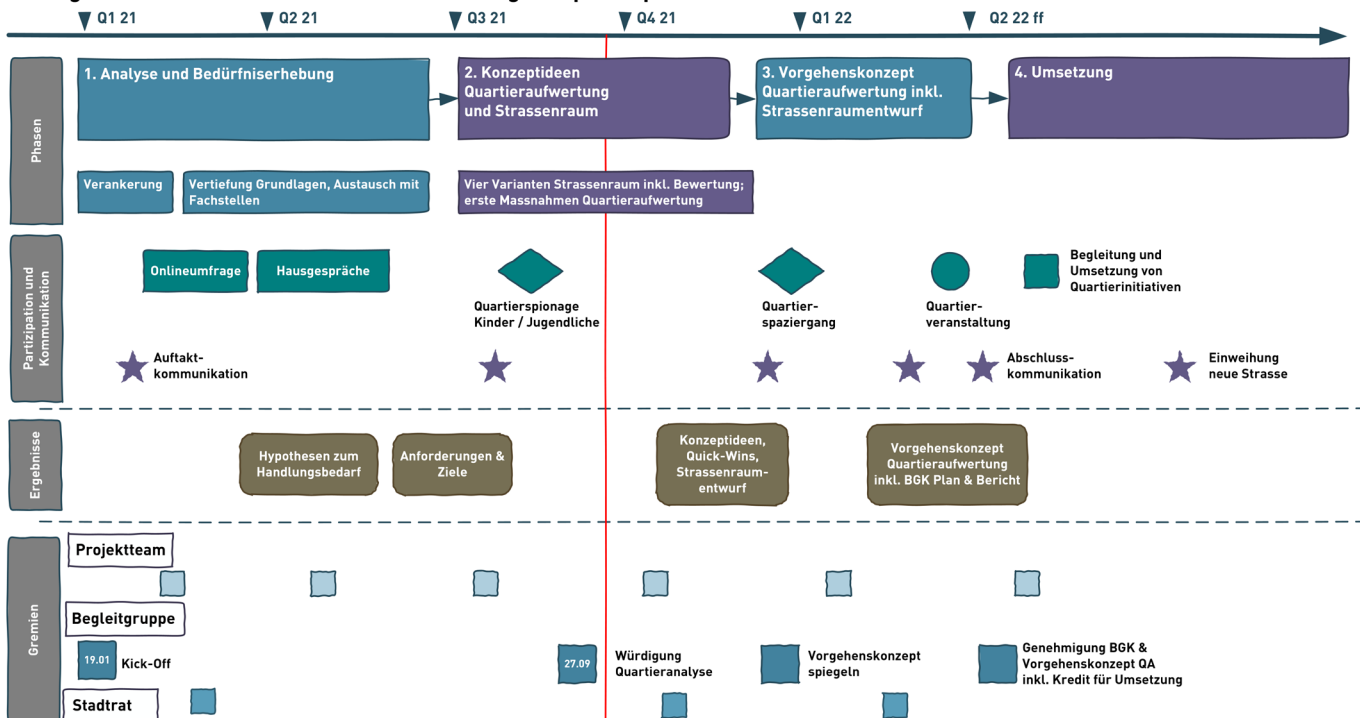 Q1 21
Q2 21
Q3 21
Q4 21
Q1 22
Q2 22 ff
Phasen
1. Analyse und Bedürfniserhebung
2. Konzeptideen
Quartieraufwertung
und Strassenraum
3. Vorgehenskonzept
Quartieraufwertung inkl.
Strassenraumentwurf
4. Umsetzung
Verankerung
Vertiefung Grundlagen, Austausch mit
Fachstellen
Vier Varianten Strassenraum inkl. Bewertung;
erste Massnahmen Quartieraufwertung
Partizipation und
Kommunikation
Onlineumfrage
Hausgespräche
Quartierspionage
Kinder / Jugendliche
Quartier-
spaziergang
Quartier-
veranstaltung
Begleitung und
Umsetzung von
Quartierinitiativen
Auftakt-
kommunikation
Abschluss-
kommunikation
Einweihung
neue Strasse
Ergebnisse
Hypothesen zum
Handlungsbedarf
Anforderungen &
Ziele
Konzeptideen,
Quick-Wins,
Strassenraum-
entwurf
Vorgehenskonzept
Quartieraufwertung
inkl. BGK Plan & Bericht
Gremien
Projektteam
Begleitgruppe
19.01
Kick-Off
27.09
Würdigung
Quartieranalyse
Vorgehenskonzept
spiegeln
Genehmigung BGK &
Vorgehenskonzept QA
inkl. Kredit für Umsetzung
Stadtrat